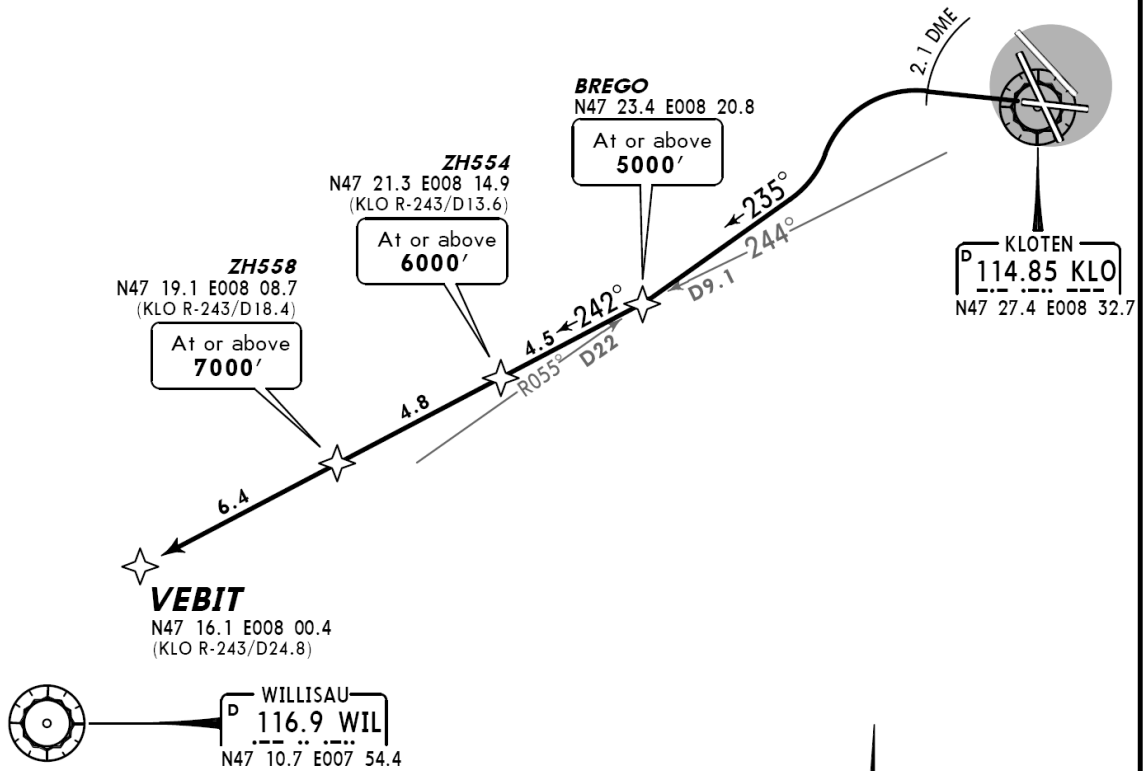 2.1 DME
BREGO
N47 23.4 E008 20.8
At or above
5000'
ZH554
N47 21.3 E008 14.9
(KLO R-243/D13.6)
At or above
6000'
235°
244°
D9.1
KLOTEN
D 114.85 KLO
N47 27.4 E008 32.7
ZH558
N47 19.1 E008 08.7
(KLO R-243/D18.4)
At or above
7000'
242°
4.5
R055°
D22
4.8
6.4
VEBIT
N47 16.1 E008 00.4
(KLO R-243/D24.8)
WILLISAU
D 116.9 WIL
N47 10.7 E007 54.4